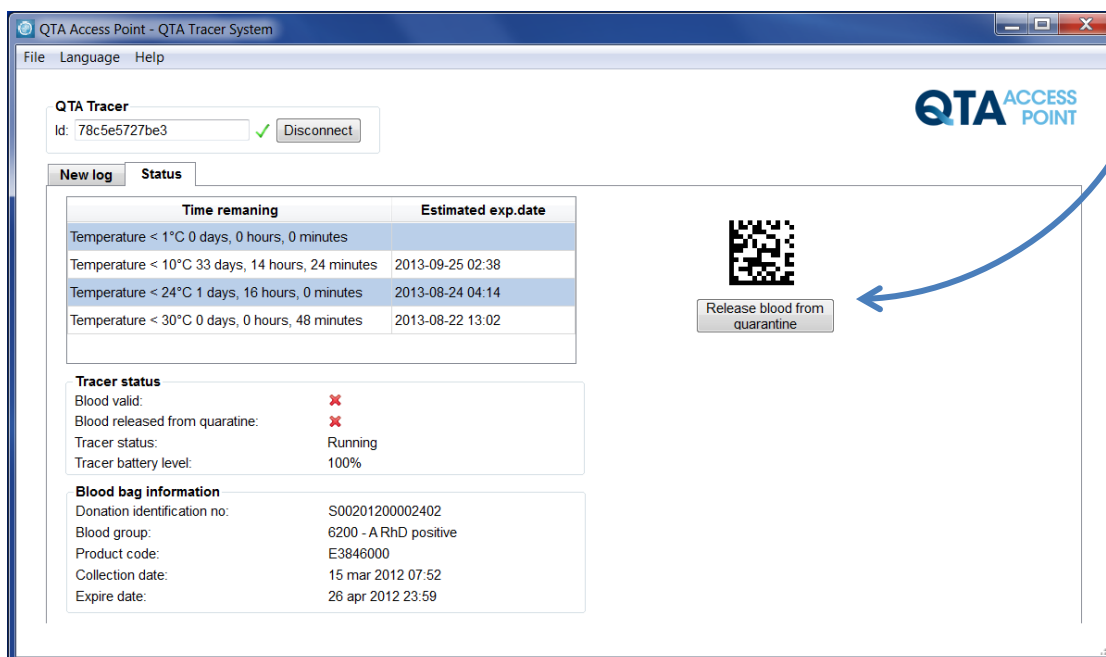 QTA Access Point - QTA Tracer System
File Language Help
QTA ACCESS POINT
QTA Tracer
Id: 78c5e5727be3 Disconnect
New log Status
Time remaning Estimated exp.date
Temperature < 1°C 0 days, 0 hours, 0 minutes
Temperature < 10°C 33 days, 14 hours, 24 minutes 2013-09-25 02:38
Temperature < 24°C 1 days, 16 hours, 0 minutes 2013-08-24 04:14
Temperature < 30°C 0 days, 0 hours, 48 minutes 2013-08-22 13:02
Release blood from
quarantine
Tracer status
Blood valid:
Blood released from quaratine:
Tracer status: Running
Tracer battery level: 100%
Blood bag information
Donation identification no: S00201200002402
Blood group: 6200 - A RhD positive
Product code: E3846000
Collection date: 15 mar 2012 07:52
Expire date: 26 apr 2012 23:59